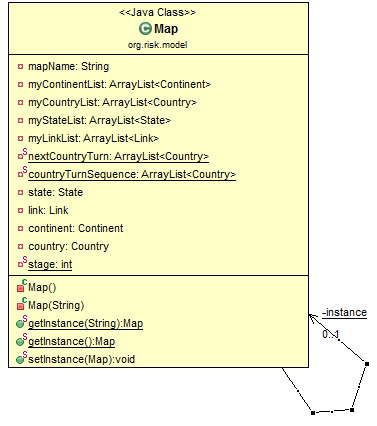 <<Java Class>>
Map
org.risk.model
mapName: String
myContinentList: ArrayList<Continent>
myCountryList: ArrayList<Country>
myStateList: ArrayList<State>
myLinkList: ArrayList<Link>
nextCountryTurn: ArrayList<Country>
countryTurnSequence: ArrayList<Country>
state: State
link: Link
continent: Continent
country: Country
stage: int
Map()
Map(String)
getInstance(String):Map
getInstance():Map
setInstance(Map):void
-instance
0..1